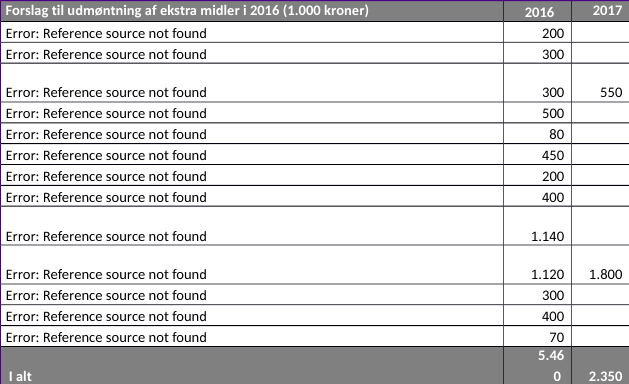 Forslag til udmøntning af ekstra midler i 2016 (1.000 kroner) 2016 2017
Error: Reference source not found 200
Error: Reference source not found 300
Error: Reference source not found 300 550
Error: Reference source not found 500
Error: Reference source not found 80
Error: Reference source not found 450
Error: Reference source not found 200
Error: Reference source not found 400
Error: Reference source not found 1.140
Error: Reference source not found 1.120 1.800
Error: Reference source not found 300
Error: Reference source not found 400
Error: Reference source not found 70
5.46
I alt 0 2.350